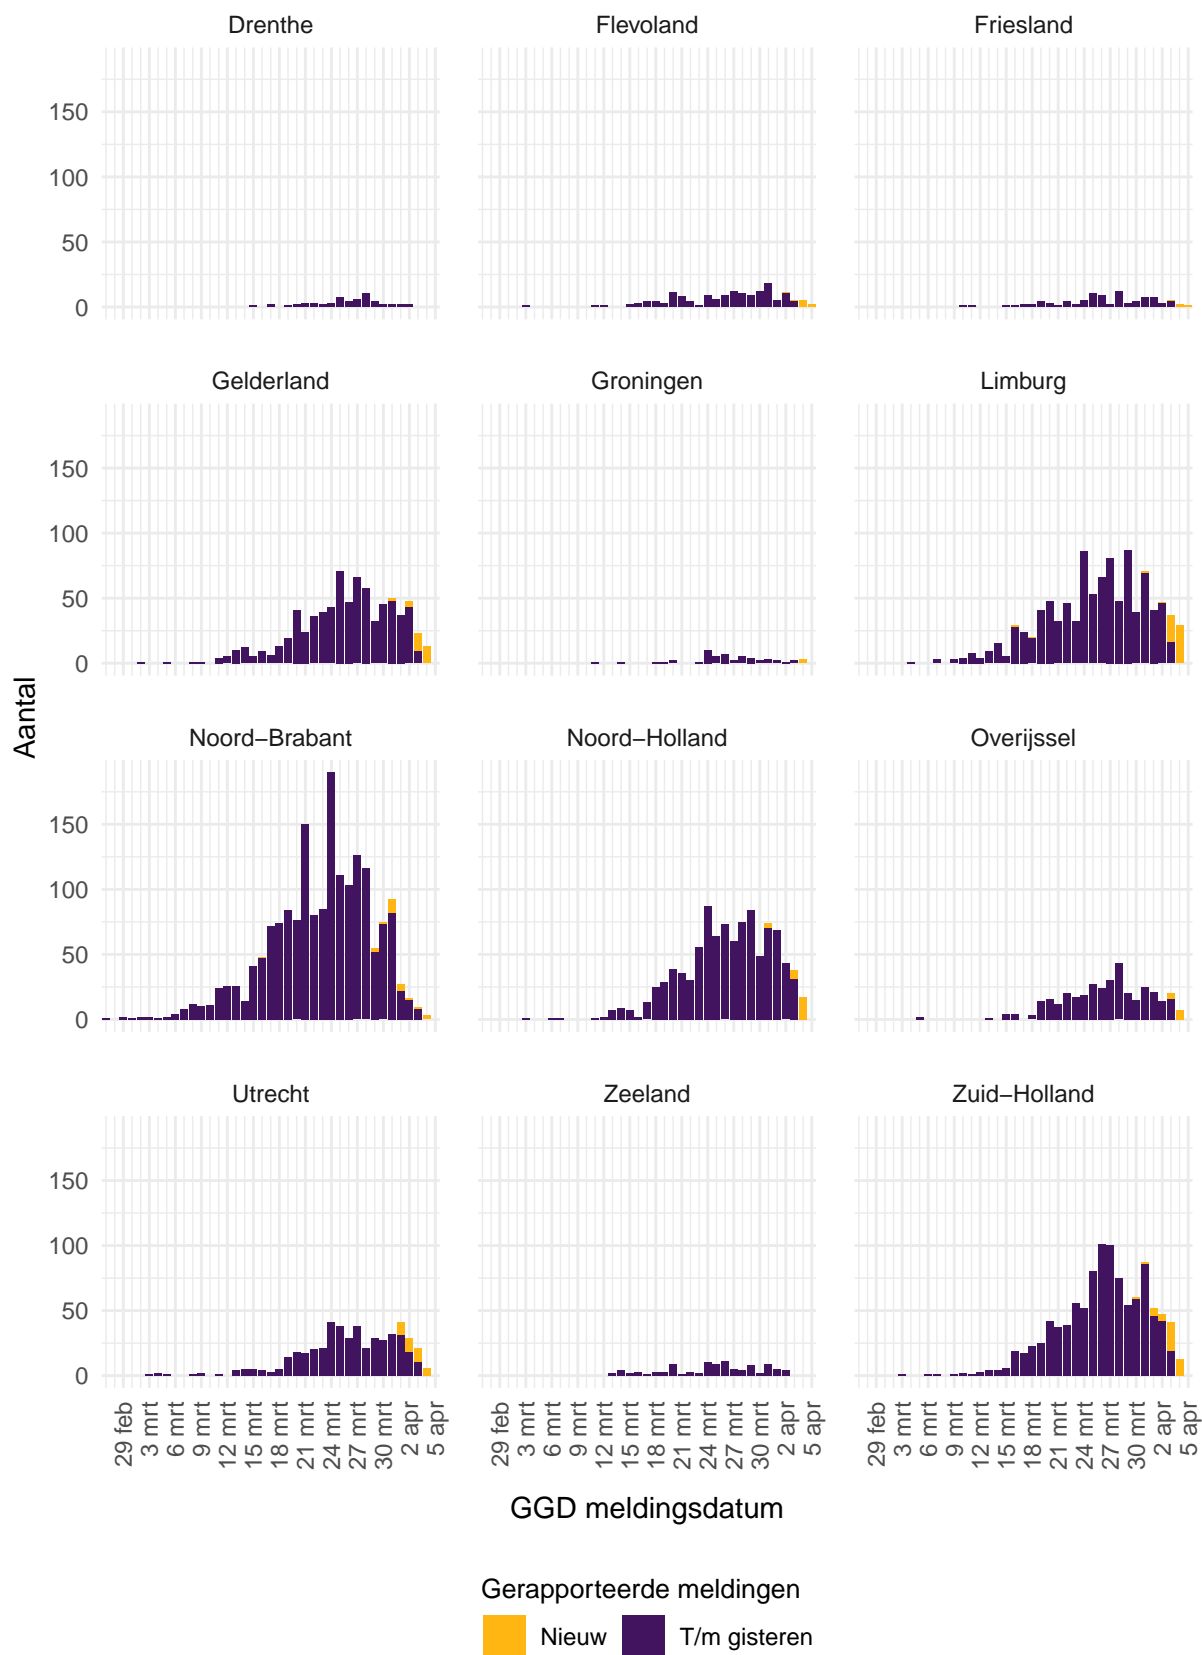 Drenthe Flevoland Friesland
150
100
50
0
Gelderland Groningen Limburg
150
100
50
0
Aantal
Noord−Brabant Noord−Holland Overijssel
150
100
50
0
Utrecht Zeeland Zuid−Holland
150
100
50
0
29 feb 3 mrt 6 mrt 9 mrt 12 mrt 15 mrt 18 mrt 21 mrt 24 mrt 27 mrt 30 mrt 2 apr 5 apr
29 feb 3 mrt 6 mrt 9 mrt 12 mrt 15 mrt 18 mrt 21 mrt 24 mrt 27 mrt 30 mrt 2 apr 5 apr
29 feb 3 mrt 6 mrt 9 mrt 12 mrt 15 mrt 18 mrt 21 mrt 24 mrt 27 mrt 30 mrt 2 apr 5 apr
GGD meldingsdatum
Gerapporteerde meldingen
Nieuw T/m gisteren